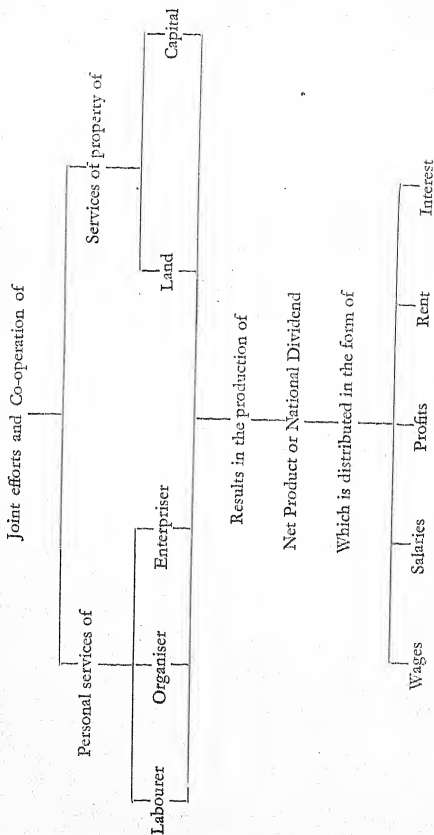 Joint efforts and Co-operation of
Personal services of Services of property of
Labourer Organiser Enterpriser Land Capital
Results in the production of
Net Product or National Dividend
Which is distributed in the form of
Wages Salaries Profits Rent Interest